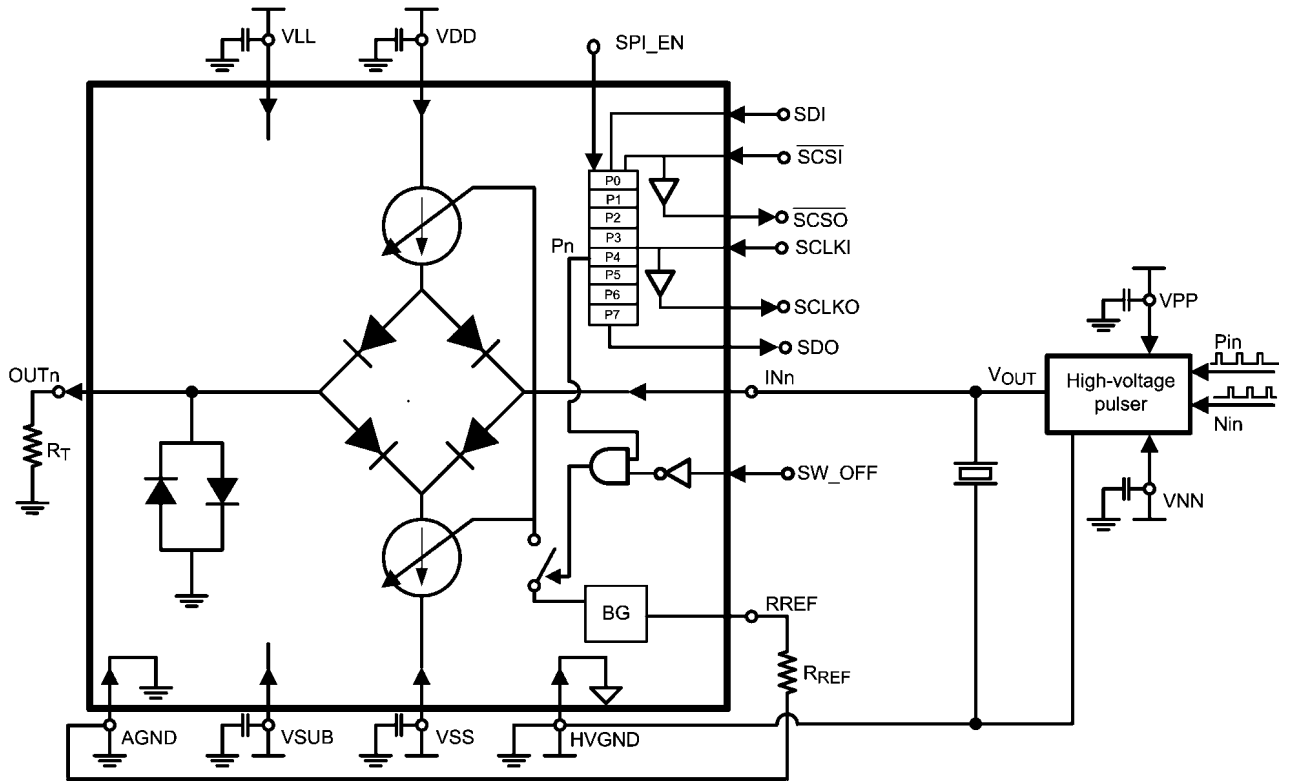 VLL
VDD
SPI_EN
SDI
SCSI
P0
P1
P2
SCSO
P3
SCLKI
Pn
P4
P5
P6
SCLKO
P7
SDO
VPP
Pin
OUTn
INn
VOUT
High-voltage
pulser
Nin
RT
SW_OFF
VNN
BG
RREF
RREF
AGND
VSUB
VSS
HVGND